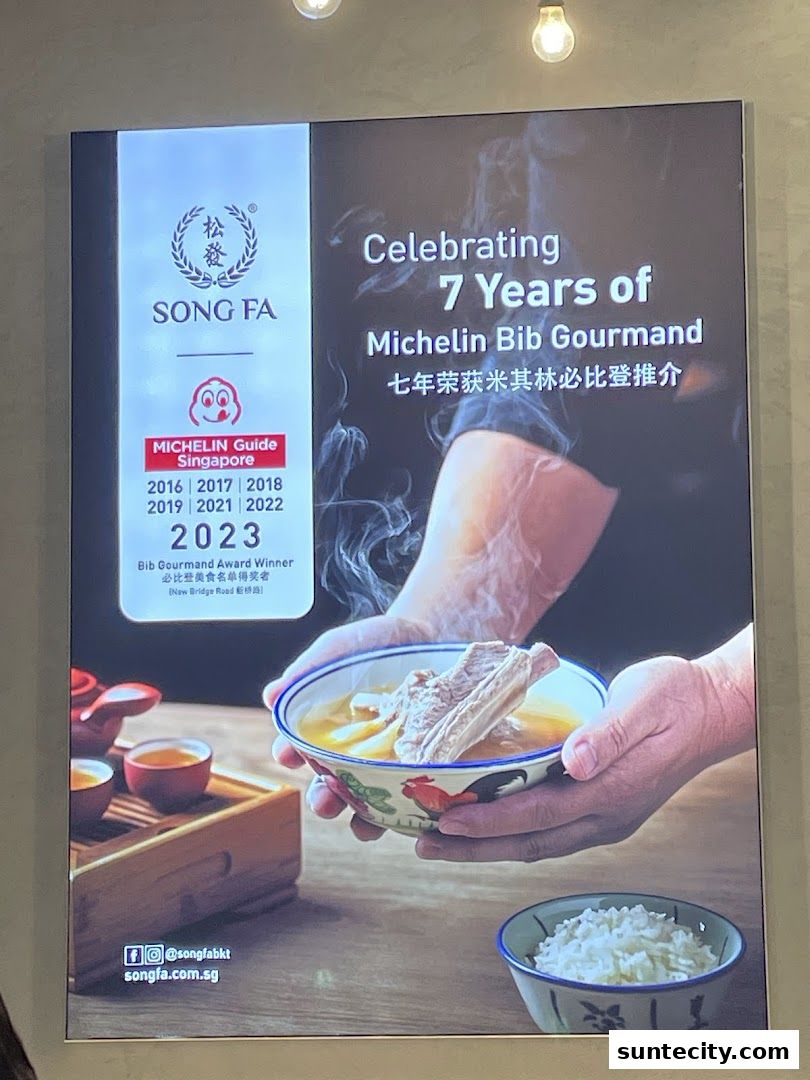 松
發
®
SONG FA
MICHELIN Guide
Singapore
2016 | 2017 | 2018
2019 | 2021 | 2022
2023
Bib Gourmand Award Winner
必比登美食名单得奖者
(New Bridge Road 新桥路)
Celebrating
7 Years of
Michelin Bib Gourmand
七年荣获米其林必比登推介
@songfabkt
songfa.com.sg
suntecity.com